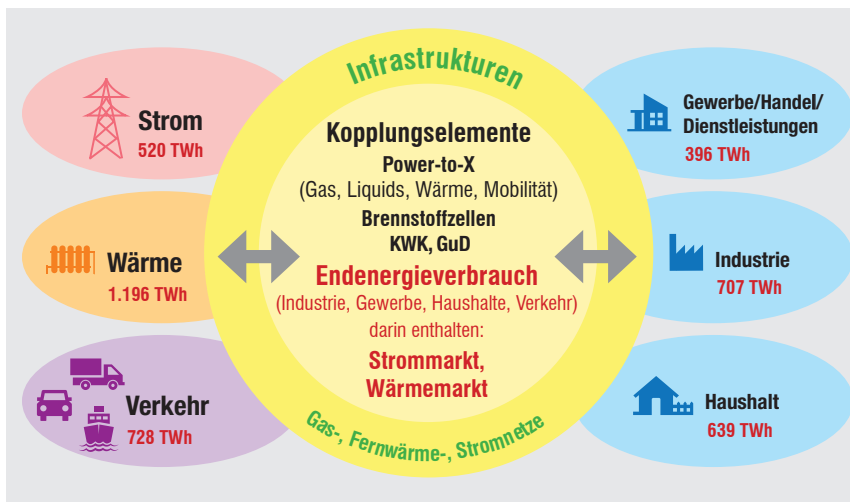 Infrastrukturen
Strom
520 TWh
Wärme
1.196 TWh
Verkehr
728 TWh
Kopplungselemente
Power-to-X
(Gas, Liquids, Wärme, Mobilität)
Brennstoffzellen
KWK, GuD
Endenergieverbrauch
(Industrie, Gewerbe, Haushalte, Verkehr)
darin enthalten:
Strommarkt,
Wärmemarkt
Gas-, Fernwärme-, Stromnetze
Gewerbe/Handel/
Dienstleistungen
396 TWh
Industrie
707 TWh
Haushalt
639 TWh